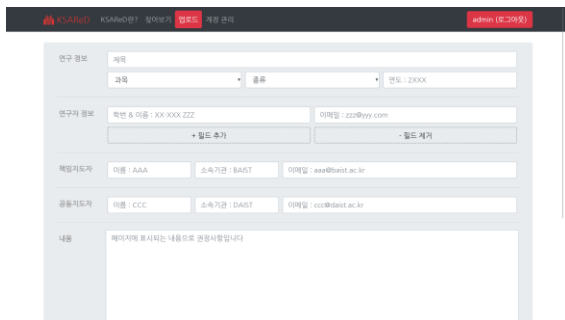 KSAReD KSAReD란? 찾아보기 업로드 계정 관리 admin (로그아웃)
연구 정보 제목
과목 종류 연도 : 2XXX
연구자 정보 학번 & 이름 : XX-XXX ZZZ 이메일 : zzz@yyy.com
+ 필드 추가 - 필드 제거
책임지도자 이름 : AAA 소속기관 : BAIST 이메일 : aaa@baist.ac.kr
공동지도자 이름 : CCC 소속기관 : DAIST 이메일 : ccc@daist.ac.kr
내용 페이지에 표시되는 내용으로 권장사항입니다